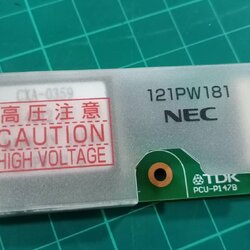 CXA-0359
高圧注意
CAUTION
HIGH VOLTAGE
121PW181
NEC
TDK
PCU-P147B